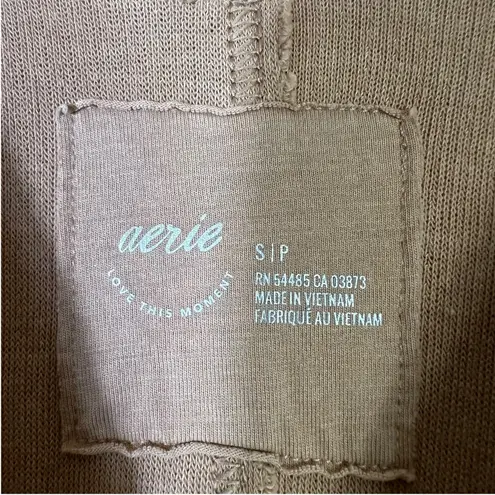 aerie
LOVE THIS MOMENT
S|P
RN 54485 CA 03873
MADE IN VIETNAM
FABRIQUÉ AU VIETNAM